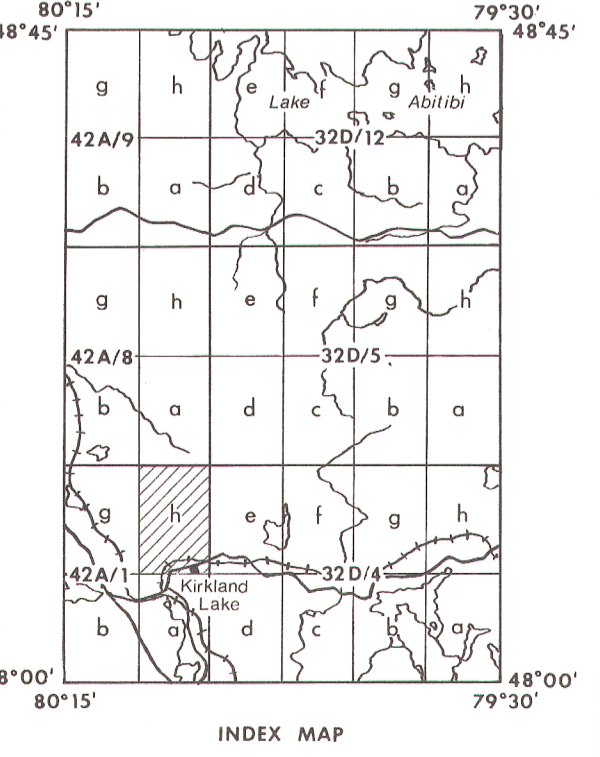 80°15' 79°30'
8°45' 48°45'
g h e f g h
Lake Abitibi
42A/9 32D/12
b a d c b a
g h e f g h
42A/8 32D/5
b a d c b a
g h e f g h
42A/1 32D/4
Kirkland
Lake
b a d c b a
8°00' 48°00'
80°15' 79°30'
INDEX MAP